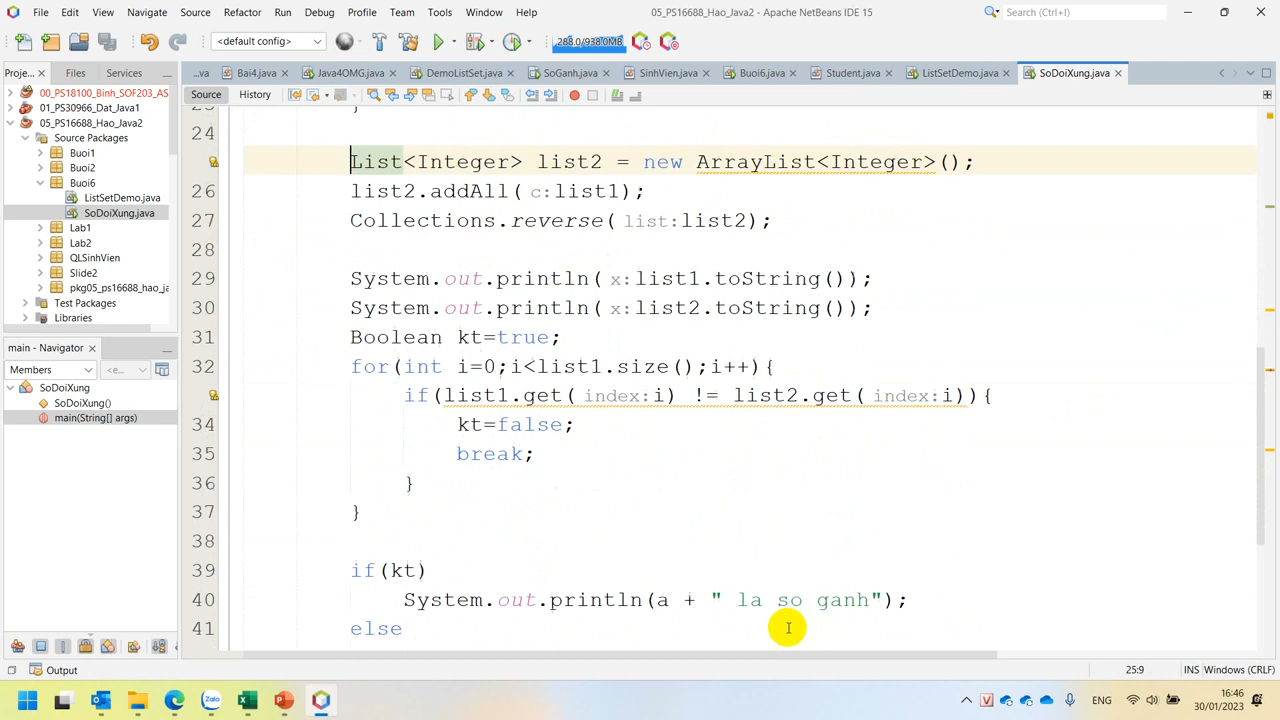 File Edit View Navigate Source Refactor Run Debug Profile Team Tools Window Help 05_PS16688_Hao_Java2 - Apache NetBeans IDE 15 Search (Ctrl+I)
<default config> 288.0/938.0MB
Proje... Files Services ...va Bai4.java Java4OMG.java DemoListSet.java SoGanh.java SinhVien.java Buoi6.java Student.java ListSetDemo.java SoDoiXung.java
Source History
00_PS18100_Binh_SOF203_AS
01_PS30966_Dat_Java1
05_PS16688_Hao_Java2
Source Packages
Buoi1
Buoi2
Buoi6
ListSetDemo.java
SoDoiXung.java
Lab1
Lab2
QLSinhVien
Slide2
pkg05_ps16688_hao_ja
Test Packages
Libraries
main - Navigator
Members <e...
SoDoiXung
SoDoiXung()
main(String[] args)
24
List<Integer> list2 = new ArrayList<Integer>();
26 list2.addAll( c:list1);
27 Collections.reverse( list:list2);
28
29 System.out.println( x:list1.toString());
30 System.out.println( x:list2.toString());
31 Boolean kt=true;
32 for(int i=0;i<list1.size();i++){
if(list1.get( index:i) != list2.get( index:i)){
34 kt=false;
35 break;
36 }
37 }
38
39 if(kt)
40 System.out.println(a + " la so ganh");
41 else
Output 25:9 INS Windows (CRLF)
ENG 16:46
30/01/2023